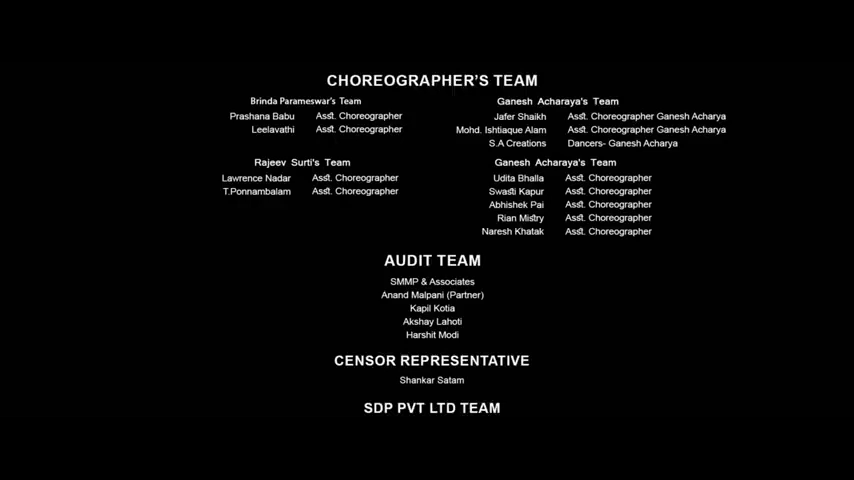 CHOREOGRAPHER'S TEAM
Brinda Parameswar's Team
Prashana Babu Asst. Choreographer
Leelavathi Asst. Choreographer
Ganesh Acharaya's Team
Jafer Shaikh Asst. Choreographer Ganesh Acharya
Mohd. Ishtiaque Alam Asst. Choreographer Ganesh Acharya
S.A Creations Dancers- Ganesh Acharya
Rajeev Surti's Team
Lawrence Nadar Asst. Choreographer
T.Ponnambalam Asst. Choreographer
Ganesh Acharaya's Team
Udita Bhalla Asst. Choreographer
Swasti Kapur Asst. Choreographer
Abhishek Pai Asst. Choreographer
Rian Mistry Asst. Choreographer
Naresh Khatak Asst. Choreographer
AUDIT TEAM
SMMP & Associates
Anand Malpani (Partner)
Kapil Kotia
Akshay Lahoti
Harshit Modi
CENSOR REPRESENTATIVE
Shankar Satam
SDP PVT LTD TEAM